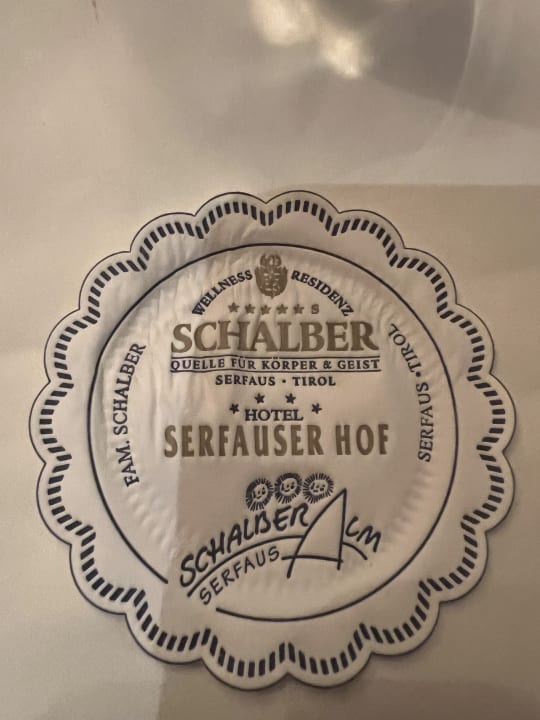 WELLNESS RESIDENZ
S
SCHALBER
QUELLE FÜR KÖRPER & GEIST
SERFAUS · TIROL
HOTEL
SERFAUSER HOF
FAM. SCHALBER
SERFAUS · TIROL
SCHALBER ALM
SERFAUS